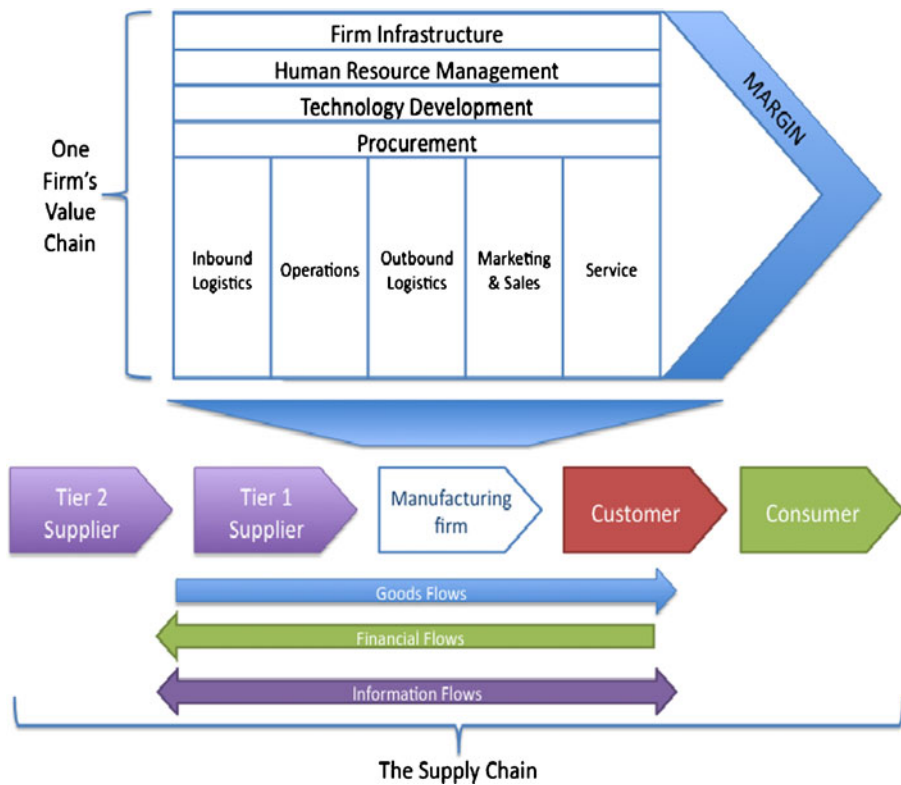 Firm Infrastructure
Human Resource Management
Technology Development
Procurement
MARGIN
One
Firm's
Value
Chain
Inbound
Logistics
Operations
Outbound
Logistics
Marketing
& Sales
Service
Tier 2
Supplier
Tier 1
Supplier
Manufacturing
firm
Customer
Consumer
Goods Flows
Financial Flows
Information Flows
The Supply Chain